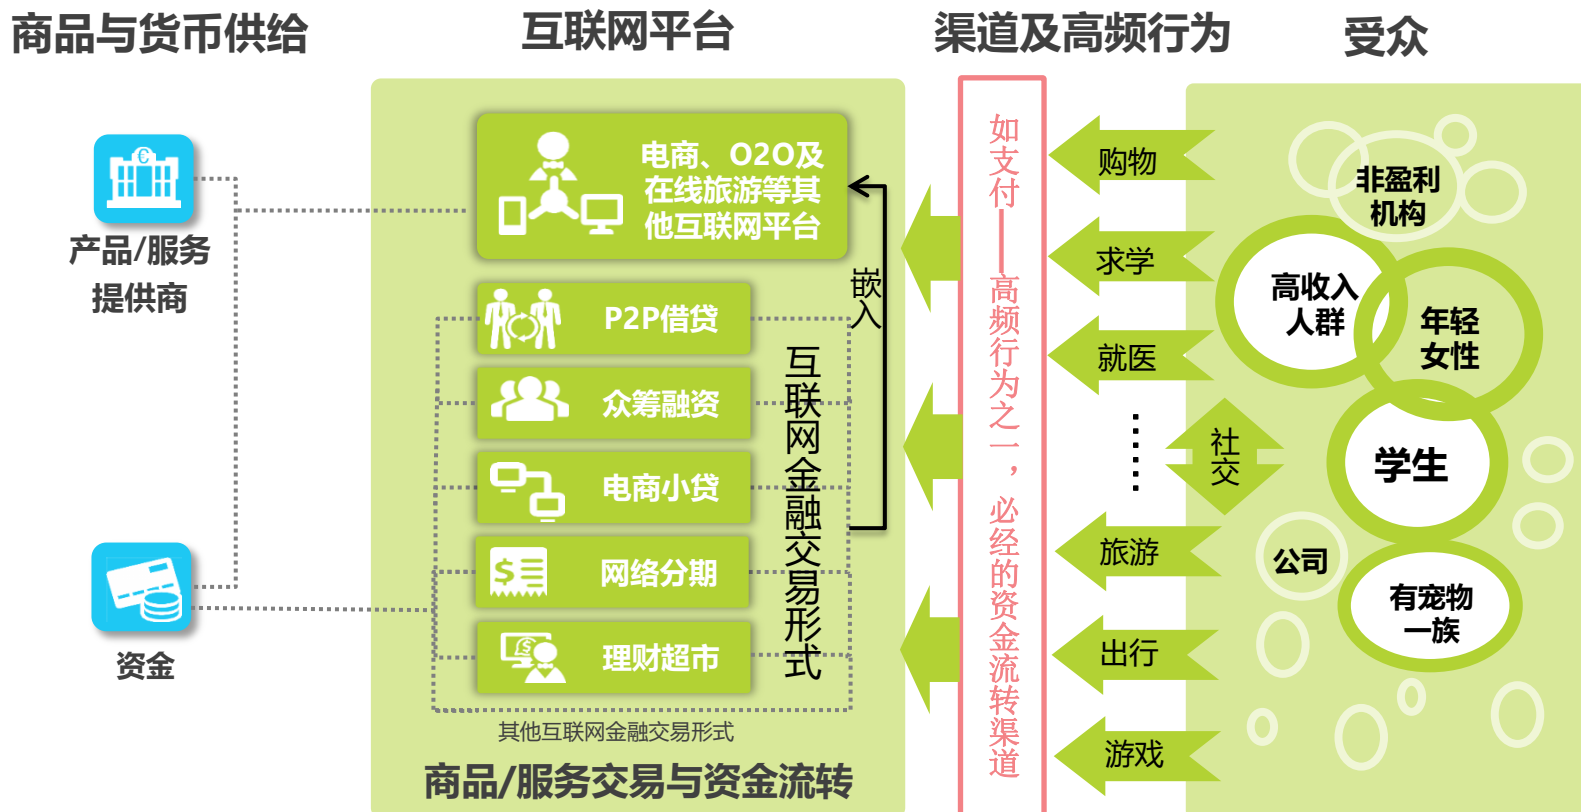 商品与货币供给
互联网平台
渠道及高频行为
受众
产品/服务
提供商
资金
电商、O2O及
在线旅游等其
他互联网平台
嵌入
P2P借贷
众筹融资
电商小贷
网络分期
理财超市
互联网金融交易形式
其他互联网金融交易形式
商品/服务交易与资金流转
如支付——高频行为之一，必经的资金流转渠道
购物
求学
就医
……
社交
旅游
出行
游戏
非盈利
机构
高收入
人群
年轻
女性
学生
公司
有宠物
一族